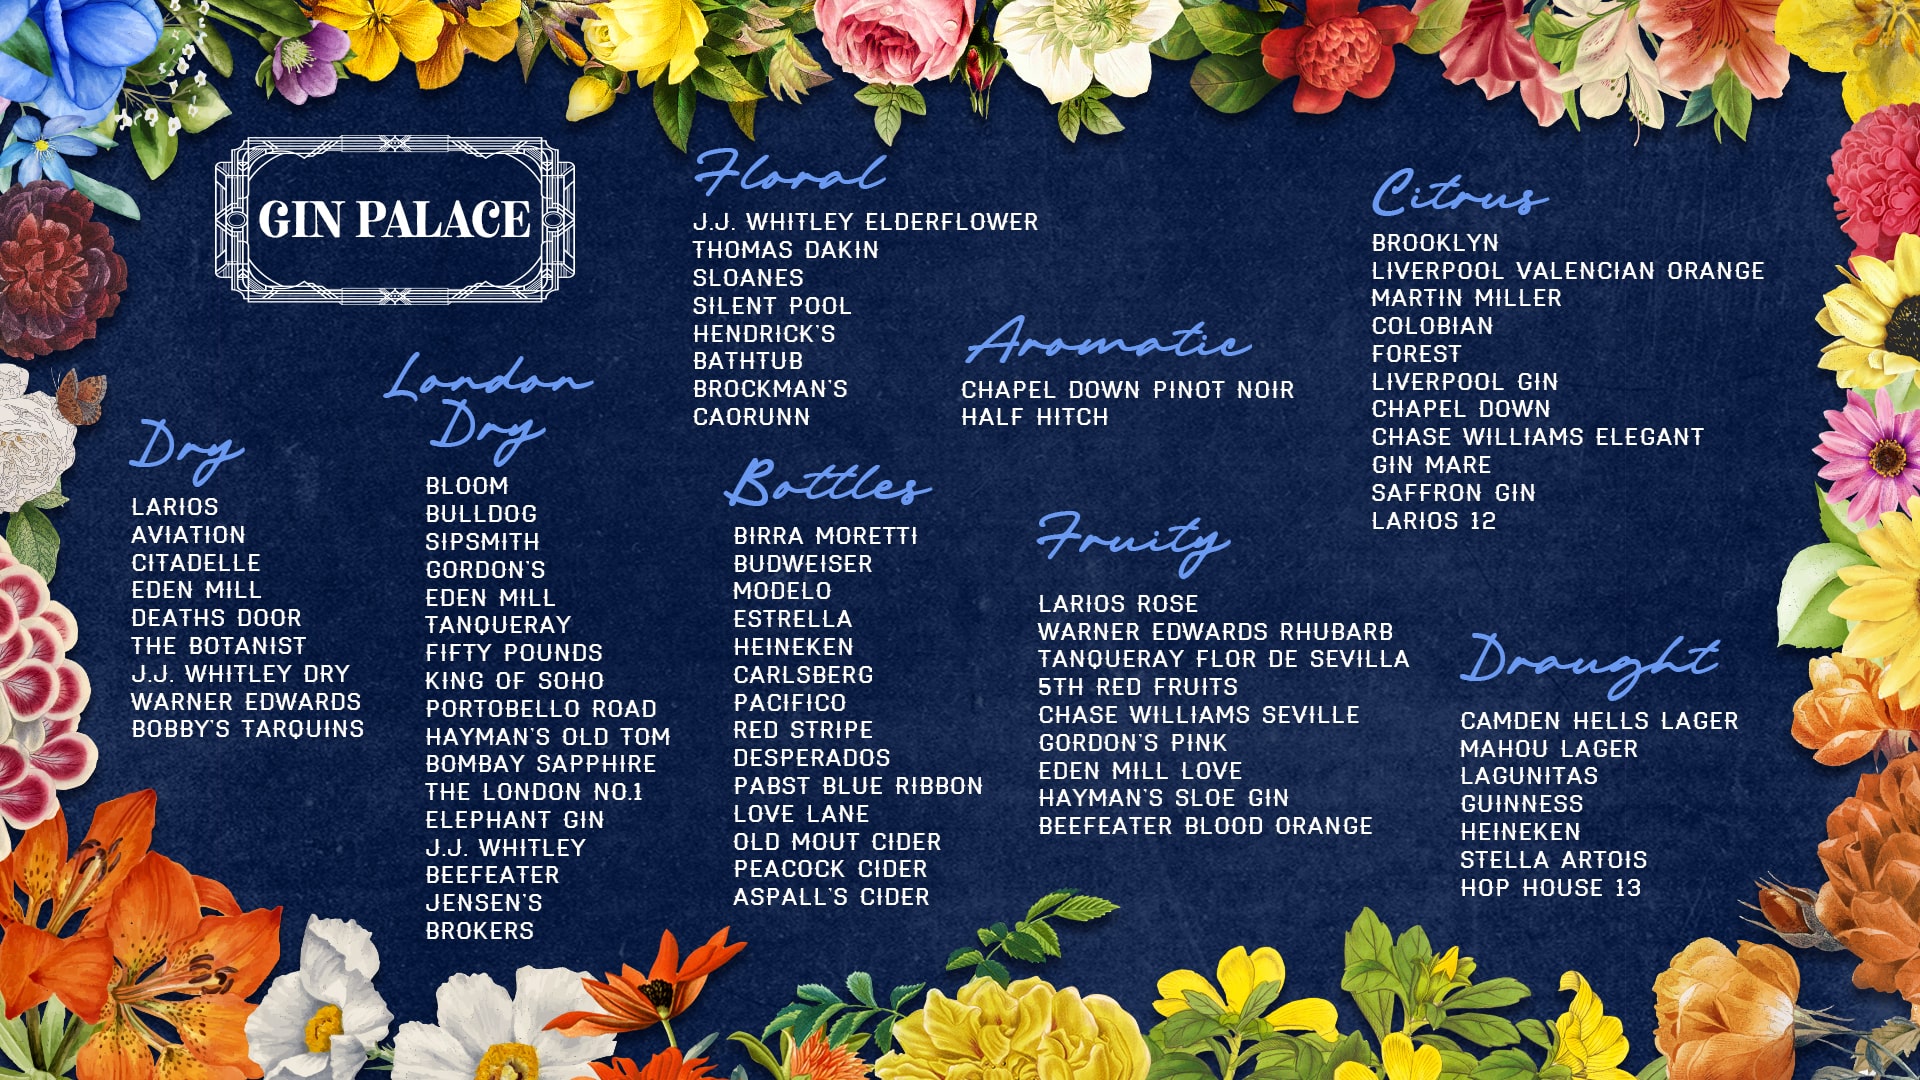 GIN PALACE
Dry
LARIOS
AVIATION
CITADELLE
EDEN MILL
DEATHS DOOR
THE BOTANIST
J.J. WHITLEY DRY
WARNER EDWARDS
BOBBY'S TARQUINS
London
Dry
BLOOM
BULLDOG
SIPSMITH
GORDON'S
EDEN MILL
TANQUERAY
FIFTY POUNDS
KING OF SOHO
PORTOBELLO ROAD
HAYMAN'S OLD TOM
BOMBAY SAPPHIRE
THE LONDON NO.1
ELEPHANT GIN
J.J. WHITLEY
BEEFEATER
JENSEN'S
BROKERS
Floral
J.J. WHITLEY ELDERFLOWER
THOMAS DAKIN
SLOANES
SILENT POOL
HENDRICK'S
BATHTUB
BROCKMAN'S
CAORUNN
Bottles
BIRRA MORETTI
BUDWEISER
MODELO
ESTRELLA
HEINEKEN
CARLSBERG
PACIFICO
RED STRIPE
DESPERADOS
PABST BLUE RIBBON
LOVE LANE
OLD MOUT CIDER
PEACOCK CIDER
ASPALL'S CIDER
Aromatic
CHAPEL DOWN PINOT NOIR
HALF HITCH
Fruity
LARIOS ROSE
WARNER EDWARDS RHUBARB
TANQUERAY FLOR DE SEVILLA
5TH RED FRUITS
CHASE WILLIAMS SEVILLE
GORDON'S PINK
EDEN MILL LOVE
HAYMAN'S SLOE GIN
BEEFEATER BLOOD ORANGE
Citrus
BROOKLYN
LIVERPOOL VALENCIAN ORANGE
MARTIN MILLER
COLOBIAN
FOREST
LIVERPOOL GIN
CHAPEL DOWN
CHASE WILLIAMS ELEGANT
GIN MARE
SAFFRON GIN
LARIOS 12
Draught
CAMDEN HELLS LAGER
MAHOU LAGER
LAGUNITAS
GUINNESS
HEINEKEN
STELLA ARTOIS
HOP HOUSE 13